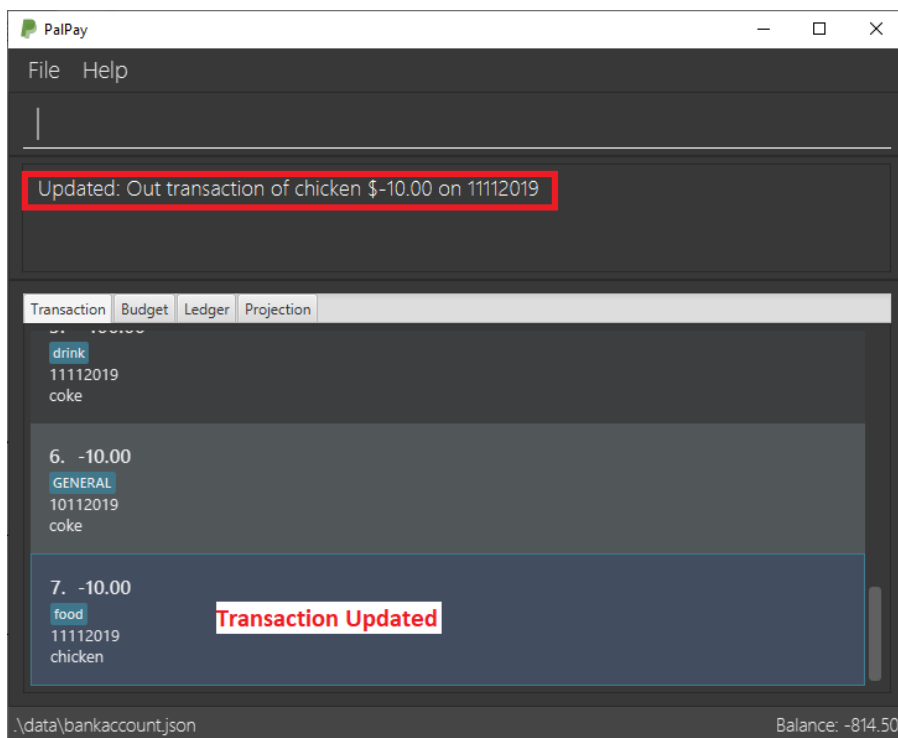 PalPay
File Help
Updated: Out transaction of chicken $-10.00 on 11112019
Transaction Budget Ledger Projection
drink
11112019
coke
6. -10.00
GENERAL
10112019
coke
7. -10.00
food
Transaction Updated
11112019
chicken
.\data\bankaccount.json Balance: -814.50